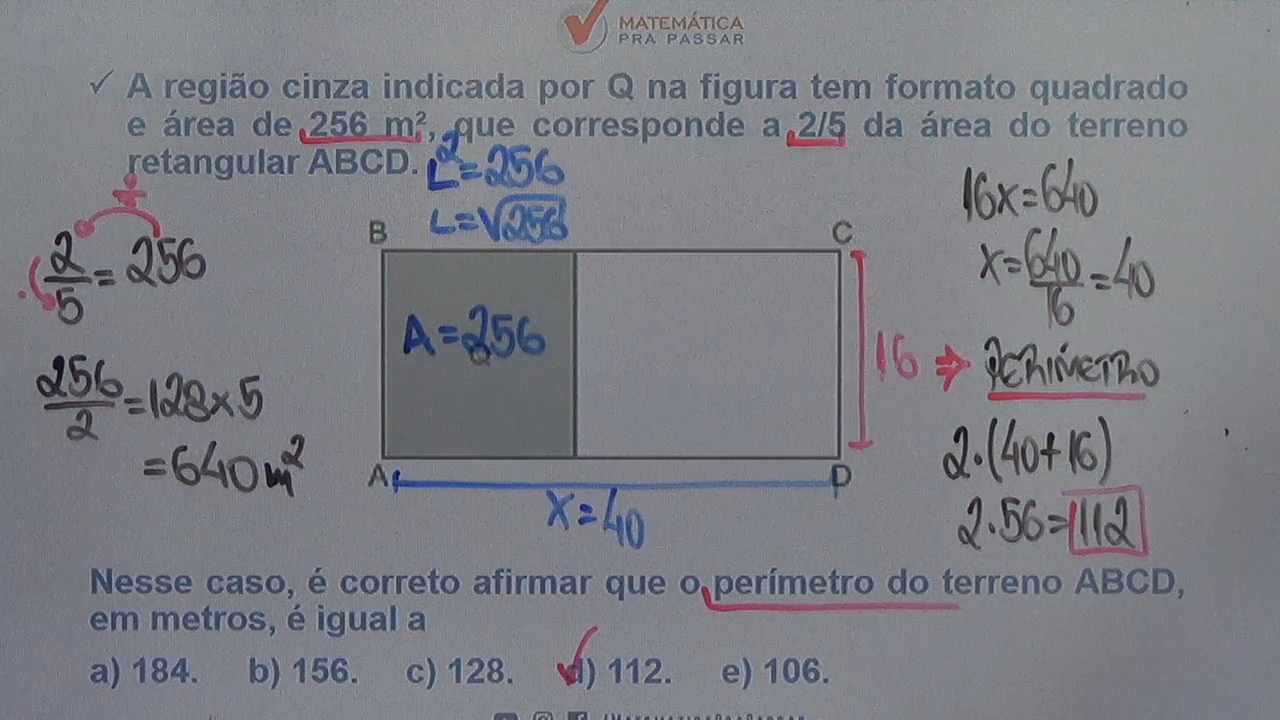 MATEMÁTICA
PRA PASSAR
✓ A região cinza indicada por Q na figura tem formato quadrado
e área de 256 m², que corresponde a 2/5 da área do terreno
retangular ABCD.
L²=256
L=√256
÷
2/5 = 256
256/2 = 128 x 5
= 640 m²
B C
A = 256
Q
A D
X = 40
16 ⇒ PERÍMETRO
16x = 640
x = 640/16 = 40
2·(40+16)
2·56 = 112
Nesse caso, é correto afirmar que o perímetro do terreno ABCD,
em metros, é igual a
a) 184. b) 156. c) 128. d) 112. e) 106.